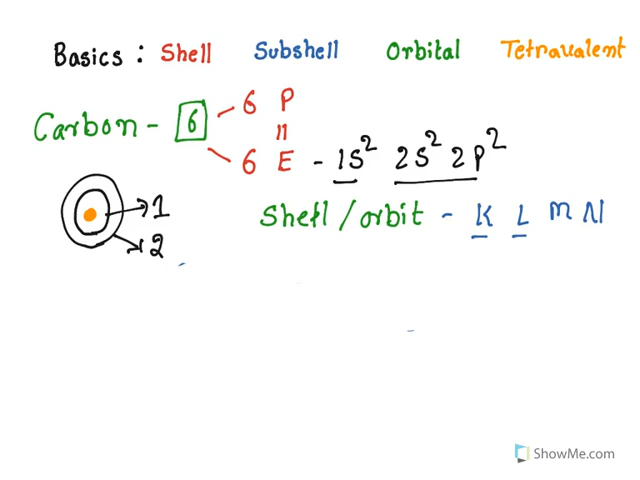 Basics : Shell Subshell Orbital Tetravalent
6 P
Carbon - 6
=
6 E - 1S² 2S² 2P²
1
Shell / orbit - K L M N
2
ShowMe.com